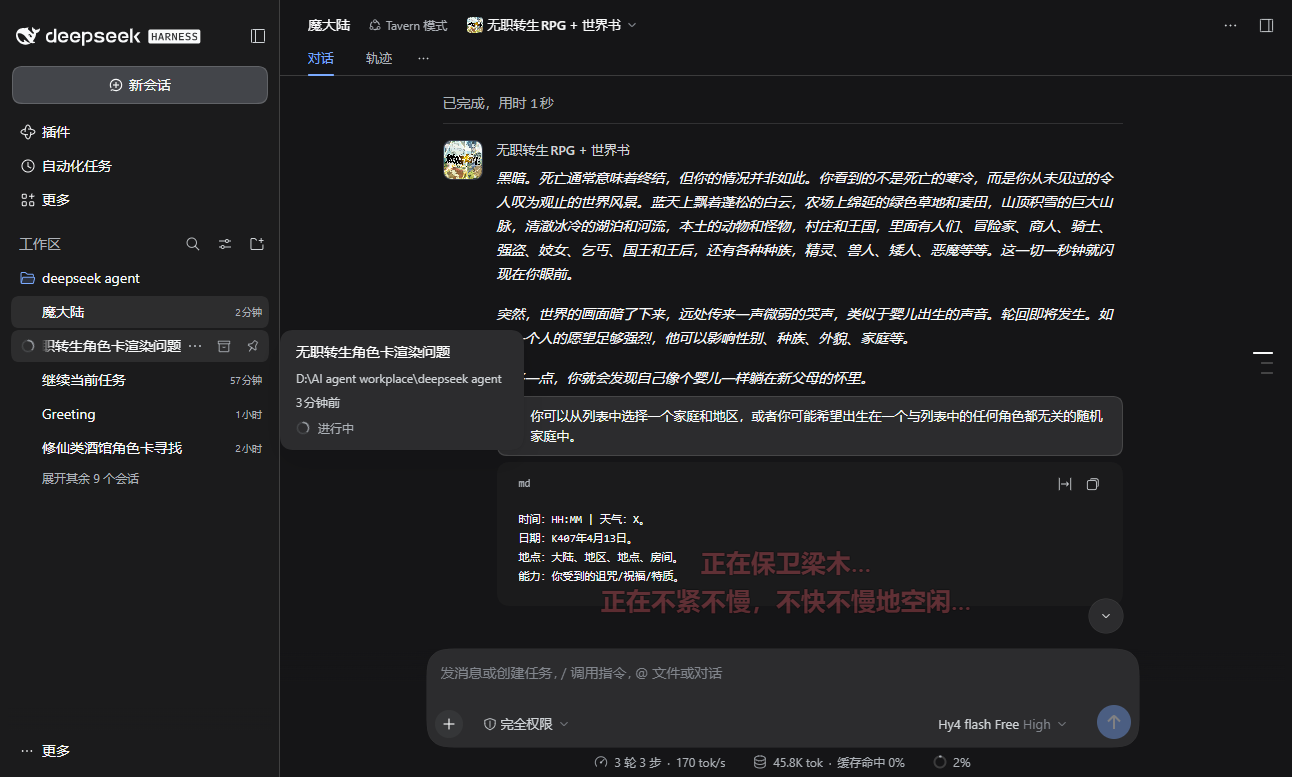 deepseek HARNESS
新会话
插件
自动化任务
更多
工作区
deepseek agent
魔大陆 2分钟
职转生角色卡渲染问题 ...
继续当前任务 57分钟
Greeting 1小时
修仙类酒馆角色卡寻找 2小时
展开其余 9 个会话
... 更多
魔大陆 Tavern 模式 无职转生RPG + 世界书
对话 轨迹 ...
已完成，用时 1 秒
无职转生RPG + 世界书
黑暗。死亡通常意味着终结，但你的情况并非如此。你看到的不是死亡的寒冷，而是你从未见过的令
人叹为观止的世界风景。蓝天上飘着蓬松的白云，农场上绵延的绿色草地和麦田，山顶积雪的巨大山
脉，清澈冰冷的湖泊和河流，本土的动物和怪物，村庄和王国，里面有人们、冒险家、商人、骑士、
强盗、妓女、乞丐、国王和王后，还有各种种族，精灵、兽人、矮人、恶魔等等。这一切一秒钟就闪
现在你眼前。
突然，世界的画面暗了下来，远处传来一声微弱的哭声，类似于婴儿出生的声音。轮回即将发生。如
一个人的愿望足够强烈，他可以影响性别、种族、外貌、家庭等。
一点，你就会发现自己像个婴儿一样躺在新父母的怀里。
无职转生角色卡渲染问题
D:\AI agent workplace\deepseek agent
3分钟前
进行中
你可以从列表中选择一个家庭和地区，或者你可能希望出生在一个与列表中的任何角色都无关的随机
家庭中。
md
时间: HH:MM | 天气: X。
日期: K407年4月13日。
地点: 大陆、地区、地点、房间。
能力: 你受到的诅咒/祝福/特质。
正在保卫梁木...
正在不紧不慢，不快不慢地空闲...
发消息或创建任务, / 调用指令, @ 文件或对话
完全权限
Hy4 flash Free High
3 轮 3 步 · 170 tok/s 45.8K tok · 缓存命中 0% 2%